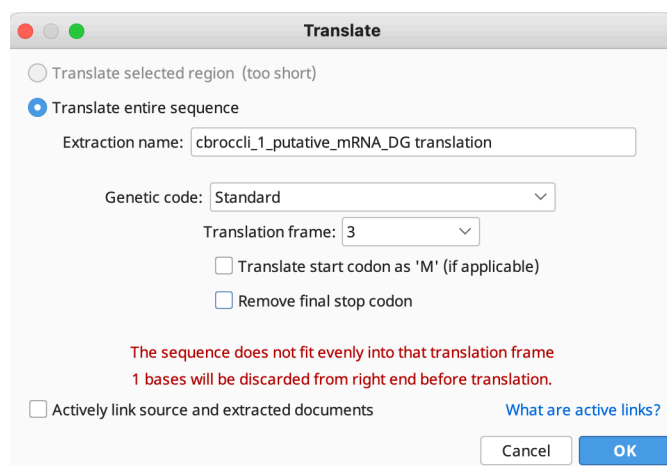 Translate
Translate selected region (too short)
Translate entire sequence
Extraction name: cbroccli_1_putative_mRNA_DG translation
Genetic code: Standard
Translation frame: 3
Translate start codon as 'M' (if applicable)
Remove final stop codon
The sequence does not fit evenly into that translation frame
1 bases will be discarded from right end before translation.
Actively link source and extracted documents What are active links?
Cancel OK